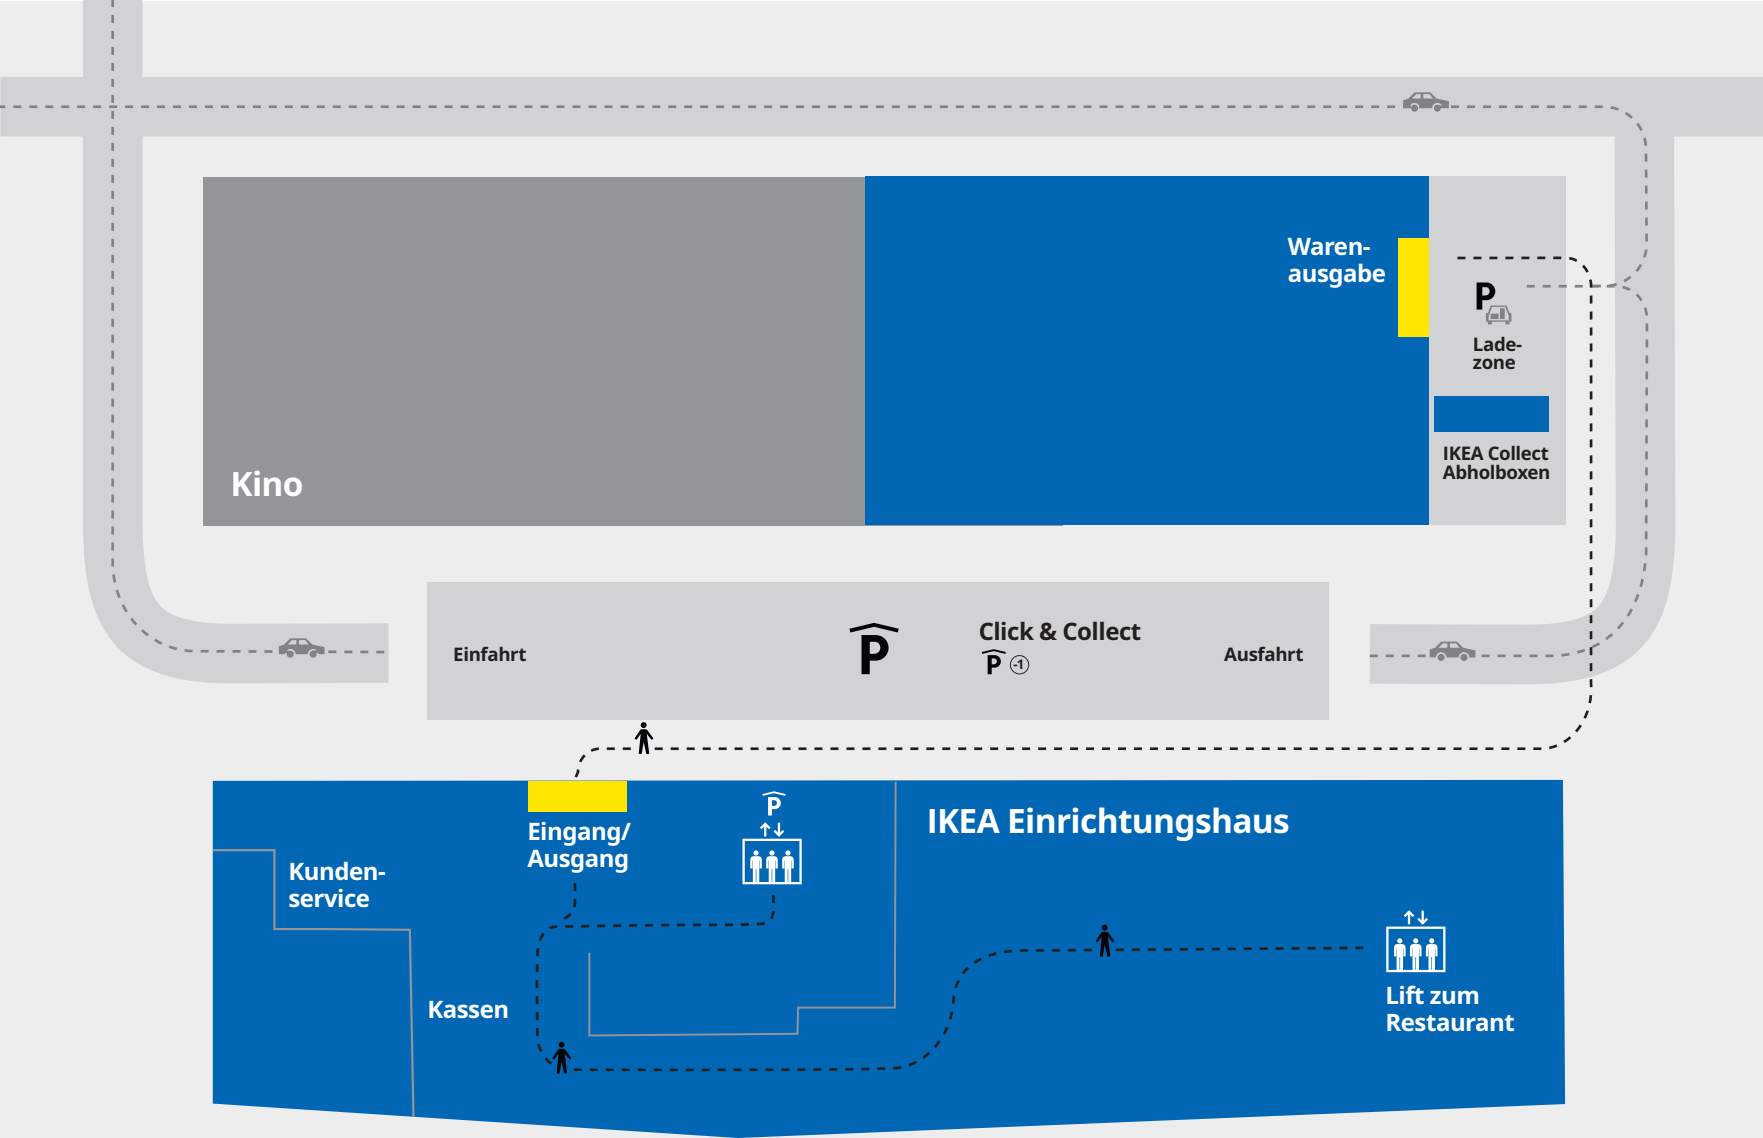 Waren-
ausgabe
P
Lade-
zone
IKEA Collect
Abholboxen
Kino
Einfahrt
P
Click & Collect
P -1
Ausfahrt
Eingang/
Ausgang
P
IKEA Einrichtungshaus
Kunden-
service
Kassen
Lift zum
Restaurant